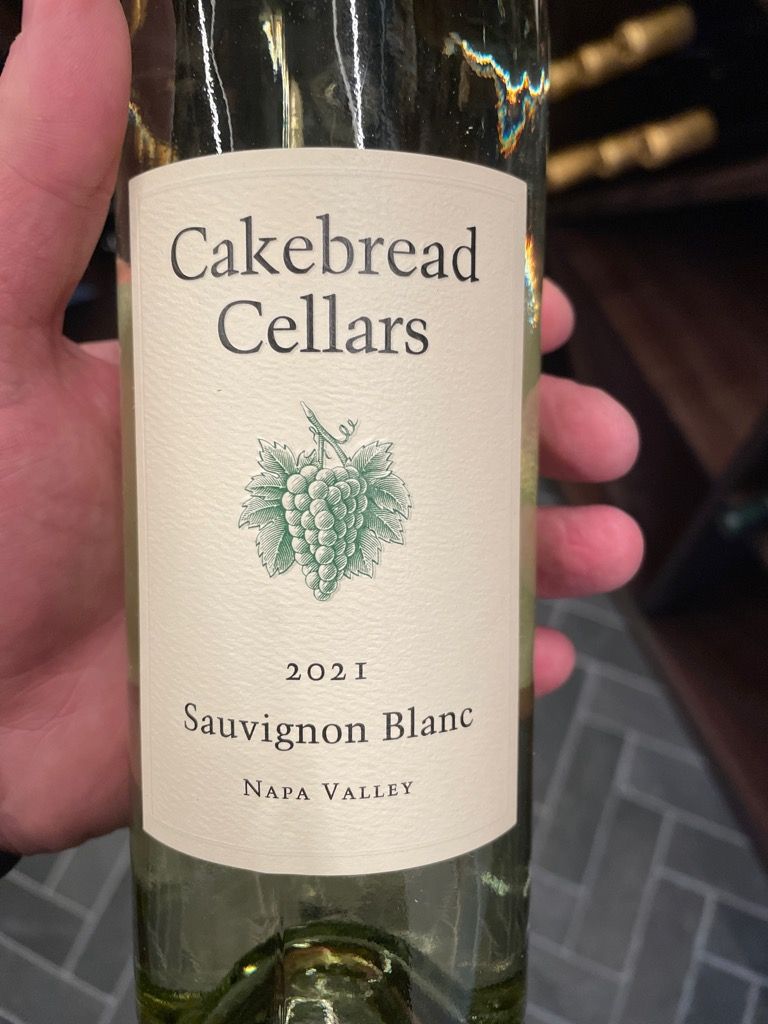 Cakebread
Cellars
2021
Sauvignon Blanc
NAPA VALLEY